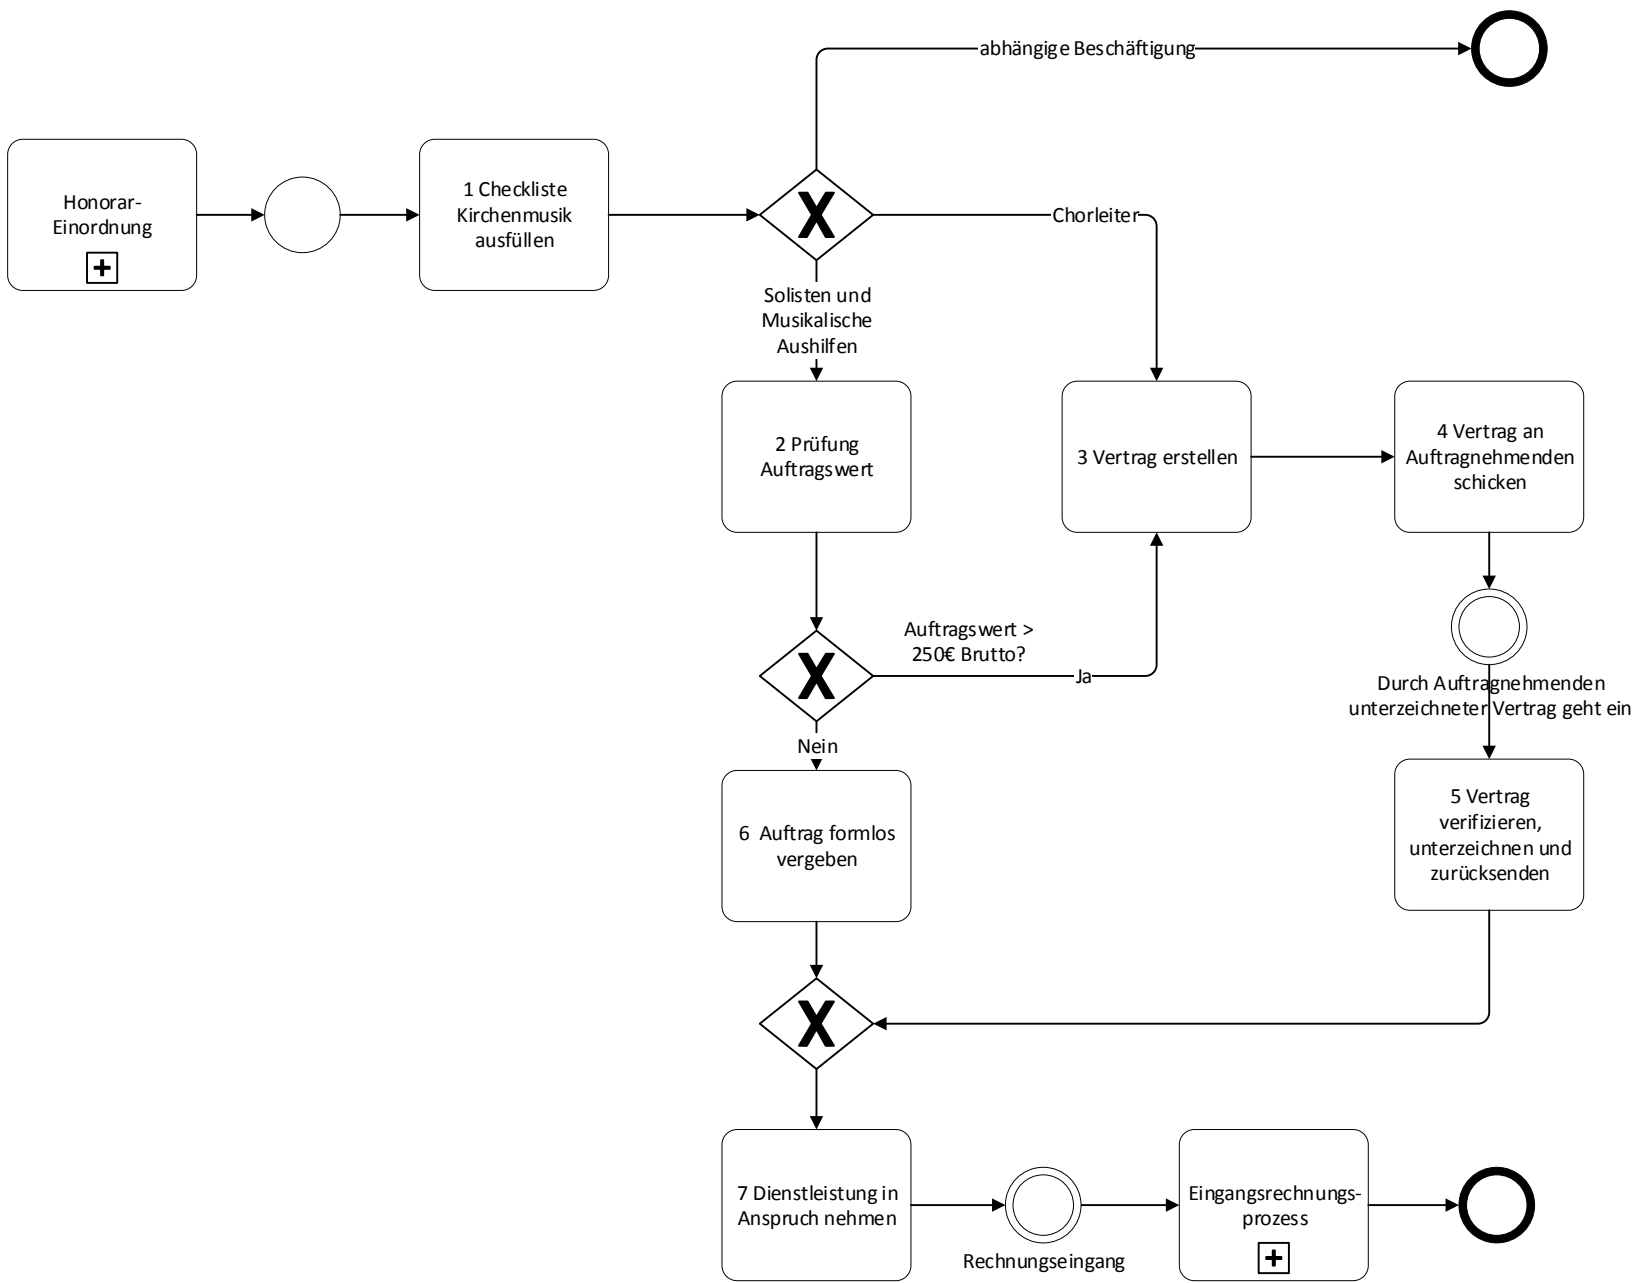 abhängige Beschäftigung
Honorar-
Einordnung
1 Checkliste
Kirchenmusik
ausfüllen
X
Chorleiter
Solisten und
Musikalische
Aushilfen
2 Prüfung
Auftragswert
3 Vertrag erstellen
4 Vertrag an
Auftragnehmenden
schicken
Auftragswert >
250€ Brutto?
X
Ja
Durch Auftragnehmenden
unterzeichneter Vertrag geht ein
Nein
6  Auftrag formlos
vergeben
5 Vertrag
verifizieren,
unterzeichnen und
zurücksenden
X
7 Dienstleistung in
Anspruch nehmen
Rechnungseingang
Eingangsrechnungs-
prozess